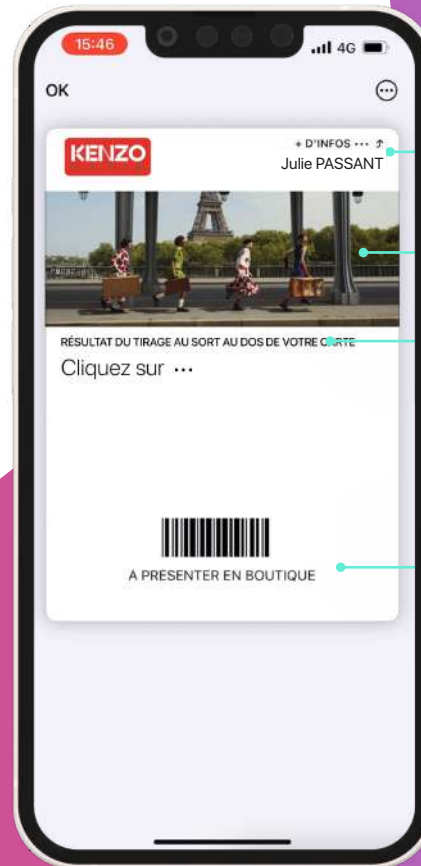 15:46
4G
OK
KENZO
+ D'INFOS ··· ↗
Julie PASSANT
RÉSULTAT DU TIRAGE AU SORT AU DOS DE VOTRE CARTE
Cliquez sur ···
A PRESENTER EN BOUTIQUE